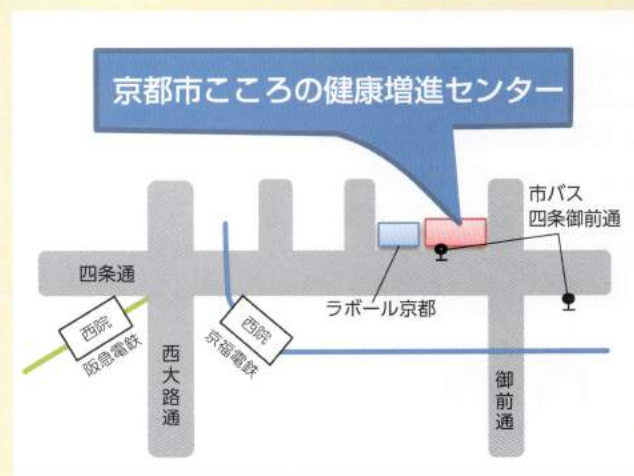 京都市こころの健康増進センター
市バス
四条御前通
四条通
ラボール京都
西院
阪急電鉄
西院
京福電鉄
西大路通
御前通